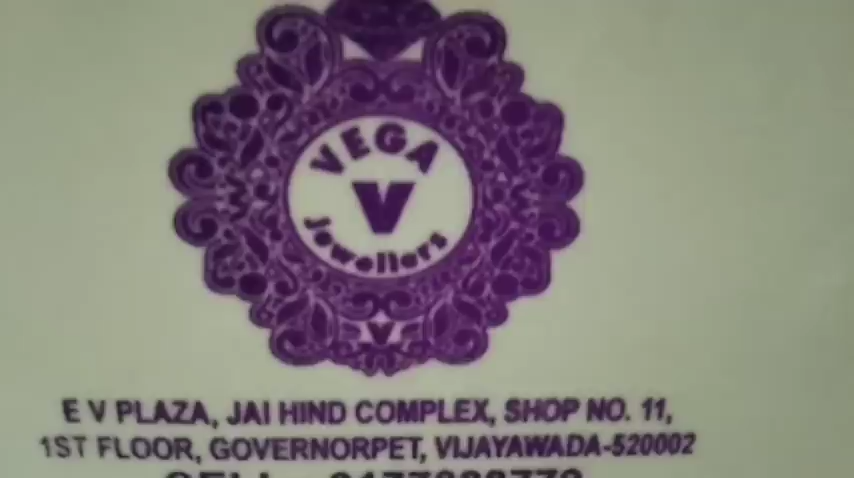 VEGA
V
Jewellers
V
E V PLAZA, JAI HIND COMPLEX, SHOP NO. 11,
1ST FLOOR, GOVERNORPET, VIJAYAWADA-520002